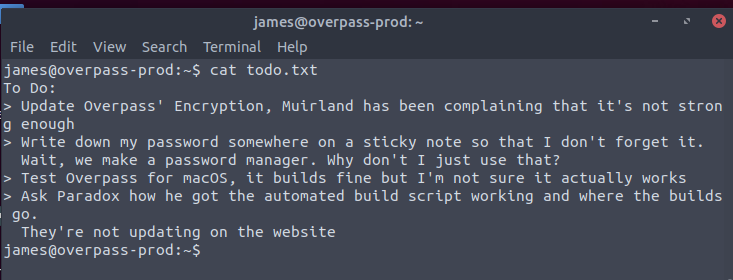 james@overpass-prod: ~
File Edit View Search Terminal Help
james@overpass-prod:~$ cat todo.txt
To Do:
> Update Overpass' Encryption, Muirland has been complaining that it's not stron
g enough
> Write down my password somewhere on a sticky note so that I don't forget it.
  Wait, we make a password manager. Why don't I just use that?
> Test Overpass for macOS, it builds fine but I'm not sure it actually works
> Ask Paradox how he got the automated build script working and where the builds
 go.
  They're not updating on the website
james@overpass-prod:~$